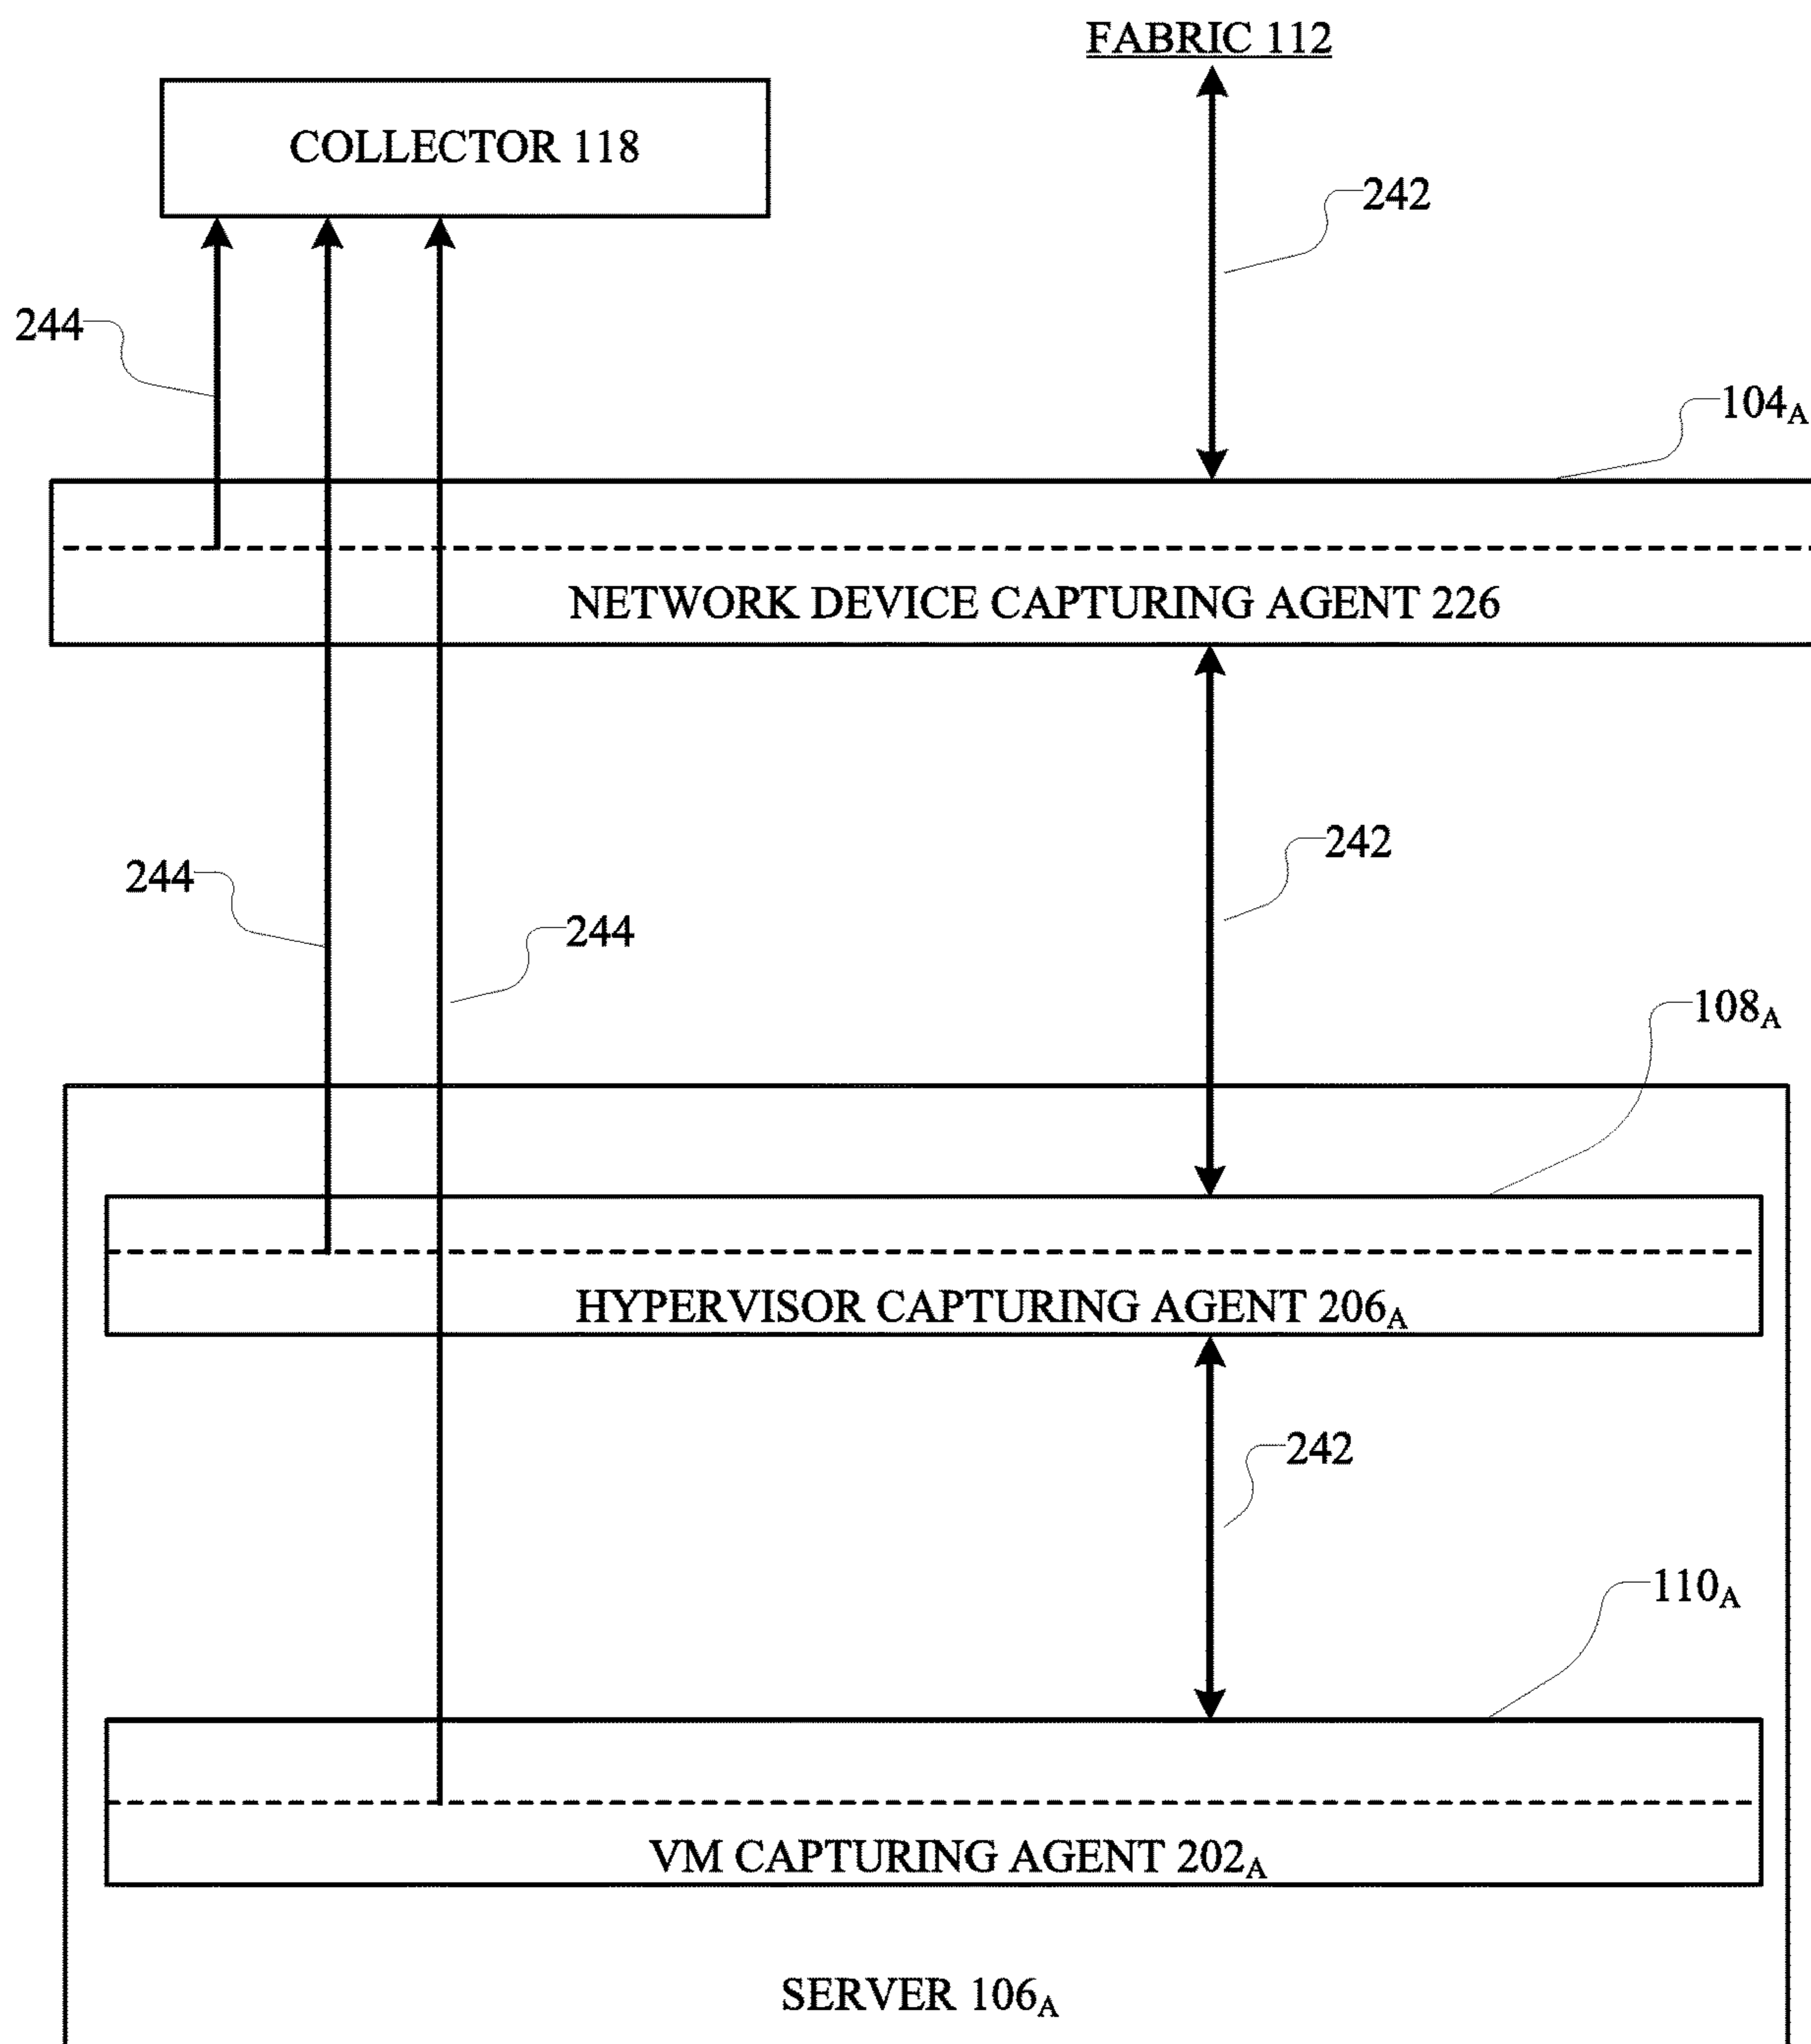 FABRIC 112
COLLECTOR 118
242
244
104A
NETWORK DEVICE CAPTURING AGENT 226
242
244
244
108A
HYPERVISOR CAPTURING AGENT 206A
242
110A
VM CAPTURING AGENT 202A
SERVER 106A